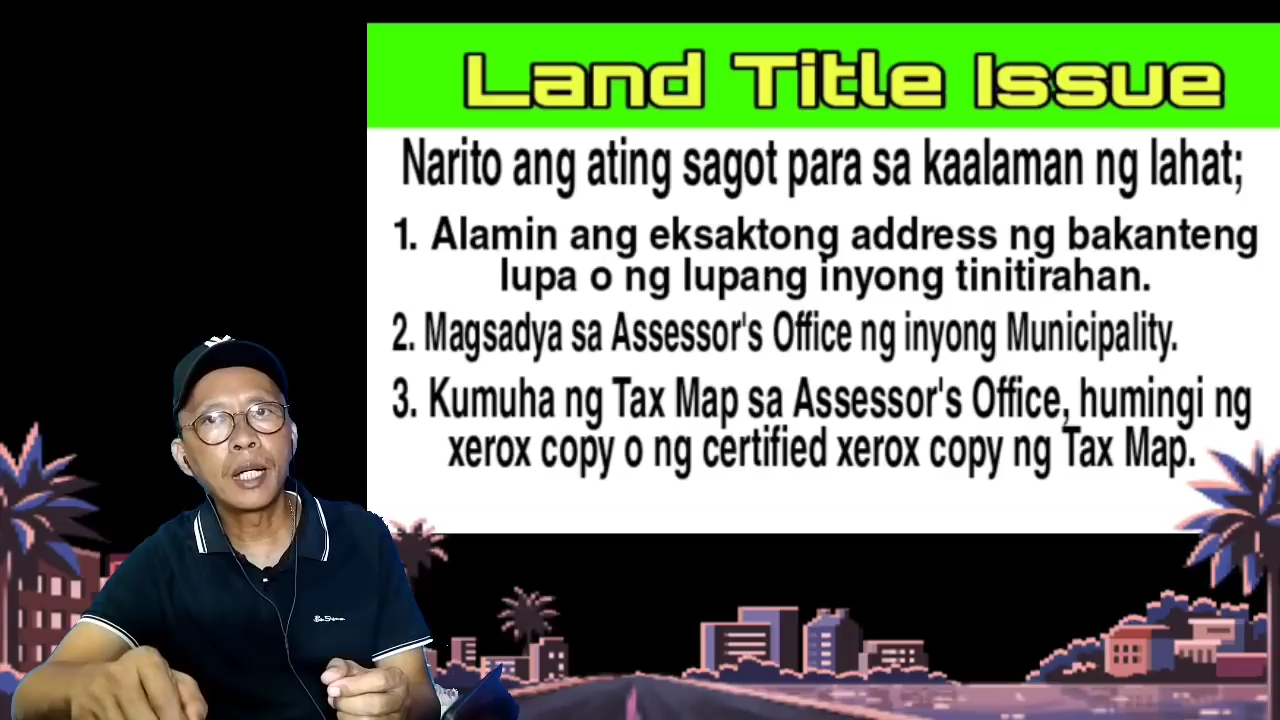 Land Title Issue
Narito ang ating sagot para sa kaalaman ng lahat;
1. Alamin ang eksaktong address ng bakanteng
lupa o ng lupang inyong tinitirahan.
2. Magsadya sa Assessor's Office ng inyong Municipality.
3. Kumuha ng Tax Map sa Assessor's Office, humingi ng
xerox copy o ng certified xerox copy ng Tax Map.